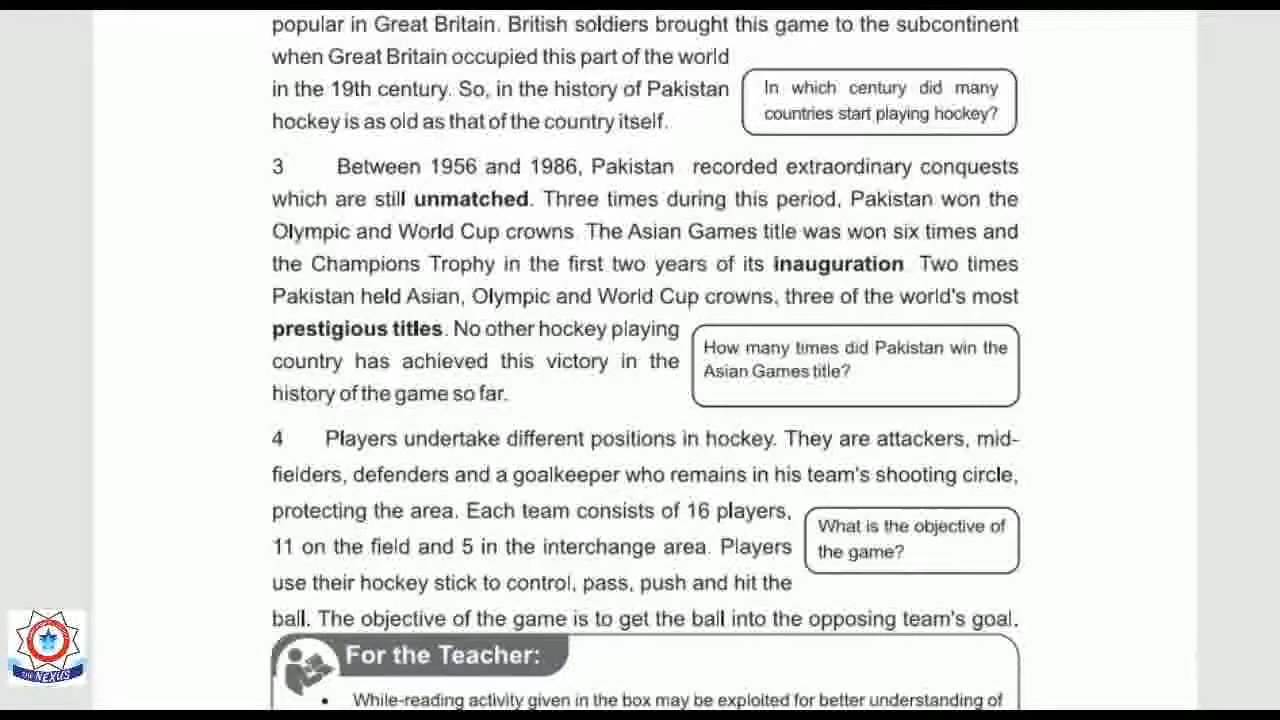 popular in Great Britain. British soldiers brought this game to the subcontinent
when Great Britain occupied this part of the world
in the 19th century. So, in the history of Pakistan
hockey is as old as that of the country itself.
In which century did many
countries start playing hockey?
3 Between 1956 and 1986, Pakistan recorded extraordinary conquests
which are still unmatched. Three times during this period, Pakistan won the
Olympic and World Cup crowns. The Asian Games title was won six times and
the Champions Trophy in the first two years of its inauguration. Two times
Pakistan held Asian, Olympic and World Cup crowns, three of the world's most
prestigious titles. No other hockey playing
country has achieved this victory in the
history of the game so far.
How many times did Pakistan win the
Asian Games title?
4 Players undertake different positions in hockey. They are attackers, mid-
fielders, defenders and a goalkeeper who remains in his team's shooting circle,
protecting the area. Each team consists of 16 players,
11 on the field and 5 in the interchange area. Players
use their hockey stick to control, pass, push and hit the
ball. The objective of the game is to get the ball into the opposing team's goal.
What is the objective of
the game?
For the Teacher:
• While-reading activity given in the box may be exploited for better understanding of
THE NEXUS